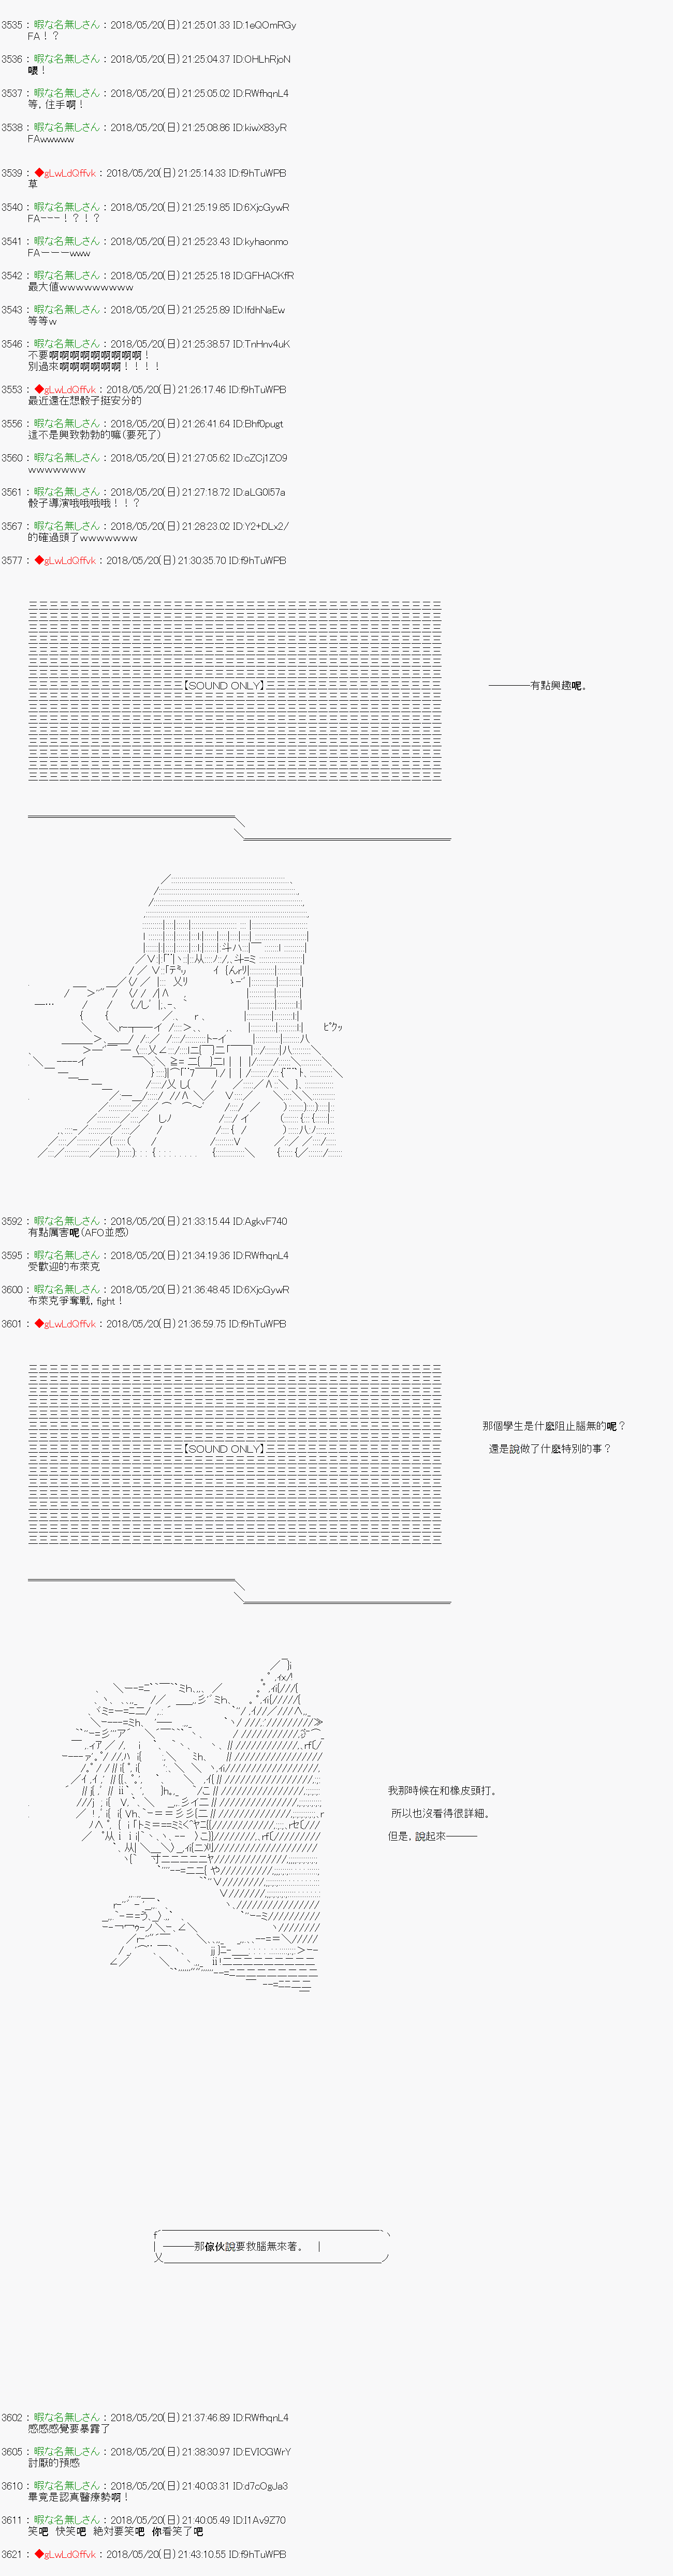 3535 : 暇な名無しさん : 2018/05/20(日) 21:25:01.33 ID:1eQOmRGy
FA！？
3536 : 暇な名無しさん : 2018/05/20(日) 21:25:04.37 ID:OHLhRjoN
喂！
3537 : 暇な名無しさん : 2018/05/20(日) 21:25:05.02 ID:RWfhqnL4
等，住手啊！
3538 : 暇な名無しさん : 2018/05/20(日) 21:25:08.86 ID:kiwX83yR
FAwwwww
3539 : ◆gLwLdQffvk : 2018/05/20(日) 21:25:14.33 ID:f9hTuWPB
草
3540 : 暇な名無しさん : 2018/05/20(日) 21:25:19.85 ID:6XjcGywR
FA---！？！？
3541 : 暇な名無しさん : 2018/05/20(日) 21:25:23.43 ID:kyhaonmo
FAーーーwww
3542 : 暇な名無しさん : 2018/05/20(日) 21:25:25.18 ID:GFHACKfR
最大值ｗｗｗｗｗｗｗｗｗ
3543 : 暇な名無しさん : 2018/05/20(日) 21:25:25.89 ID:lfdhNaEw
等等ｗ
3546 : 暇な名無しさん : 2018/05/20(日) 21:25:38.57 ID:TnHnv4uK
不要啊啊啊啊啊啊啊啊啊！
別過來啊啊啊啊啊啊！！！！
3553 : ◆gLwLdQffvk : 2018/05/20(日) 21:26:17.46 ID:f9hTuWPB
最近還在想骰子挺安分的
3556 : 暇な名無しさん : 2018/05/20(日) 21:26:41.64 ID:Bhf0pugt
這不是興致勃勃的嘛(要死了)
3560 : 暇な名無しさん : 2018/05/20(日) 21:27:05.62 ID:cZCj1ZO9
ｗｗｗｗｗｗｗ
3561 : 暇な名無しさん : 2018/05/20(日) 21:27:18.72 ID:aLG0I57a
骰子導演哦哦哦哦！！？
3567 : 暇な名無しさん : 2018/05/20(日) 21:28:23.02 ID:Y2+DLx2/
的確過頭了ｗｗｗｗｗｗｗ
3577 : ◆gLwLdQffvk : 2018/05/20(日) 21:30:35.70 ID:f9hTuWPB
【SOUND ONLY】
――――有點興趣呢。
ﾋﾟｸｯ
3592 : 暇な名無しさん : 2018/05/20(日) 21:33:15.44 ID:AgkvF740
有點厲害呢(AFO並感)
3595 : 暇な名無しさん : 2018/05/20(日) 21:34:19.36 ID:RWfhqnL4
受歡迎的布萊克
3600 : 暇な名無しさん : 2018/05/20(日) 21:36:48.45 ID:6XjcGywR
布萊克爭奪戰，fight！
3601 : ◆gLwLdQffvk : 2018/05/20(日) 21:36:59.75 ID:f9hTuWPB
那個學生是什麼阻止腦無的呢？
【SOUND ONLY】
還是說做了什麼特別的事？
我那時候在和橡皮頭打。
所以也沒看得很詳細。
但是，說起來―――
―――那傢伙說要救腦無來著。
3602 : 暇な名無しさん : 2018/05/20(日) 21:37:46.89 ID:RWfhqnL4
感感感覺要暴露了
3605 : 暇な名無しさん : 2018/05/20(日) 21:38:30.97 ID:EVICGWrY
討厭的預感
3610 : 暇な名無しさん : 2018/05/20(日) 21:40:03.31 ID:d7cOgJa3
畢竟是認真醫療勢啊！
3611 : 暇な名無しさん : 2018/05/20(日) 21:40:05.49 ID:I1Av9Z70
笑吧　快笑吧　絶対要笑吧　你看笑了吧
3621 : ◆gLwLdQffvk : 2018/05/20(日) 21:43:10.55 ID:f9hTuWPB